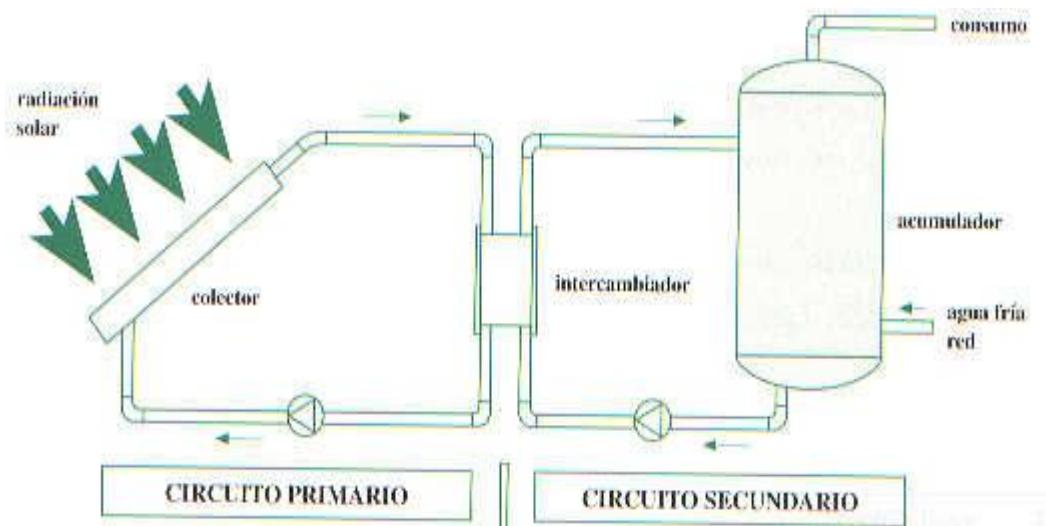 consumo
radiación
solar
acumulador
colector
intercambiador
agua fría
red
CIRCUITO PRIMARIO
CIRCUITO SECUNDARIO